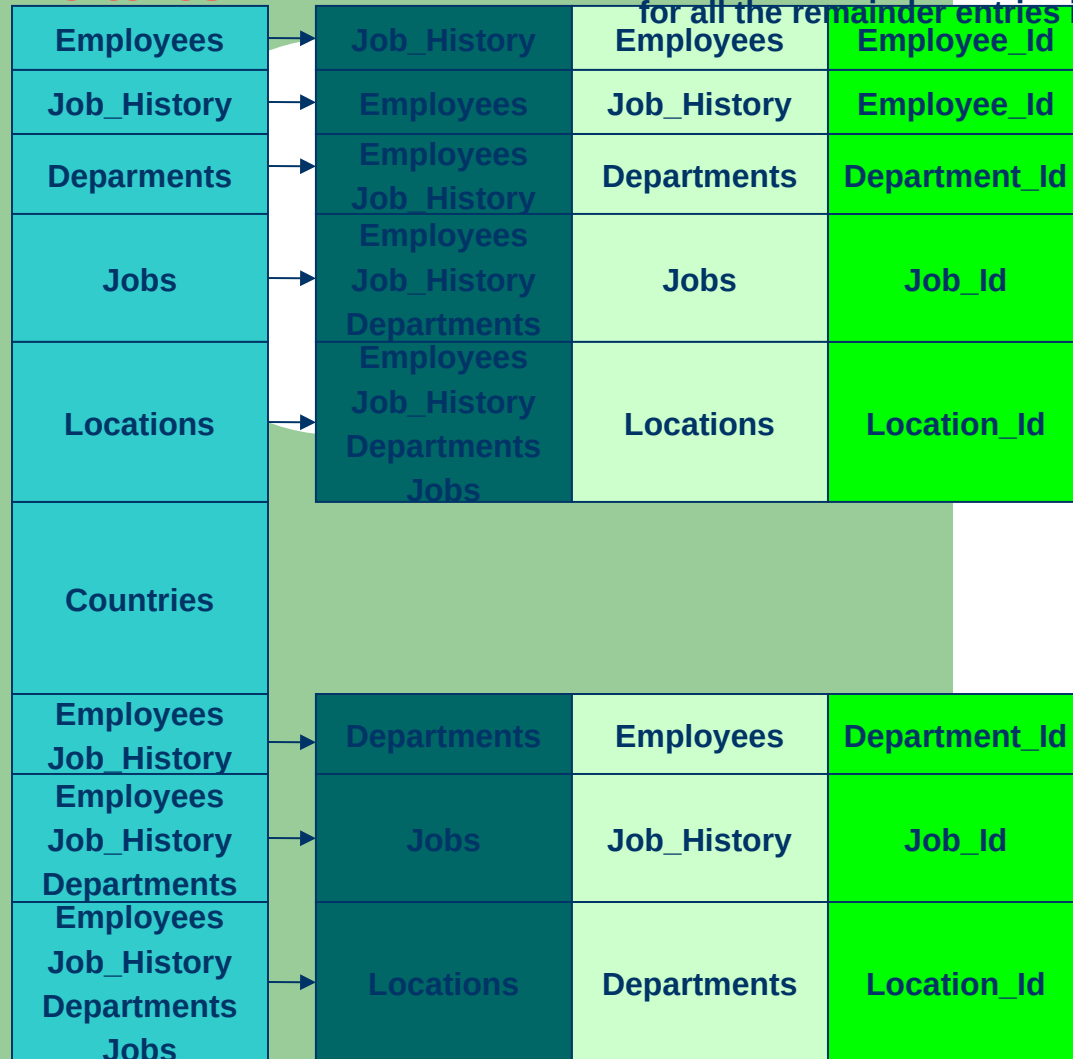 for all the remainder entries
Employees
Job_History
Employees
Employee_Id
Job_History
Employees
Job_History
Employee_Id
Deparments
Employees
Job_History
Departments
Department_Id
Jobs
Employees
Job_History
Departments
Jobs
Job_Id
Locations
Employees
Job_History
Departments
Jobs
Locations
Location_Id
Countries
Employees
Job_History
Departments
Employees
Department_Id
Employees
Job_History
Departments
Jobs
Job_History
Job_Id
Employees
Job_History
Departments
Jobs
Locations
Departments
Location_Id